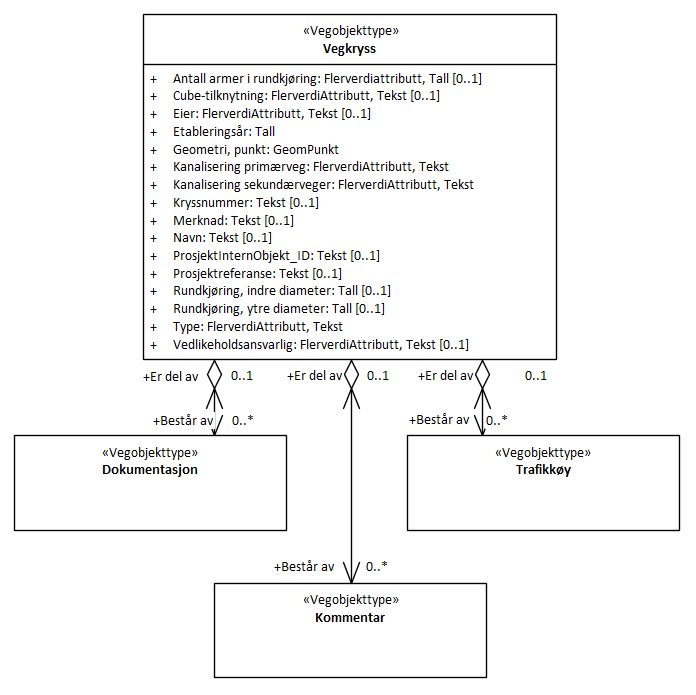 «Vegobjekttype»
Vegkryss
+ Antall armer i rundkjøring: Flerverdiattributt, Tall [0..1]
+ Cube-tilknytning: FlerverdiAttributt, Tekst [0..1]
+ Eier: FlerverdiAttributt, Tekst [0..1]
+ Etableringsår: Tall
+ Geometri, punkt: GeomPunkt
+ Kanalisering primærveg: FlerverdiAttributt, Tekst
+ Kanalisering sekundærveger: FlerverdiAttributt, Tekst
+ Kryssnummer: Tekst [0..1]
+ Merknad: Tekst [0..1]
+ Navn: Tekst [0..1]
+ ProsjektInternObjekt_ID: Tekst [0..1]
+ Prosjektreferanse: Tekst [0..1]
+ Rundkjøring, indre diameter: Tall [0..1]
+ Rundkjøring, ytre diameter: Tall [0..1]
+ Type: FlerverdiAttributt, Tekst
+ Vedlikeholdsansvarlig: FlerverdiAttributt, Tekst [0..1]
+Er del av 0..1 +Er del av 0..1 +Er del av 0..1
+Består av 0..* +Består av 0..*
«Vegobjekttype»
Dokumentasjon
«Vegobjekttype»
Trafikkøy
+Består av 0..*
«Vegobjekttype»
Kommentar